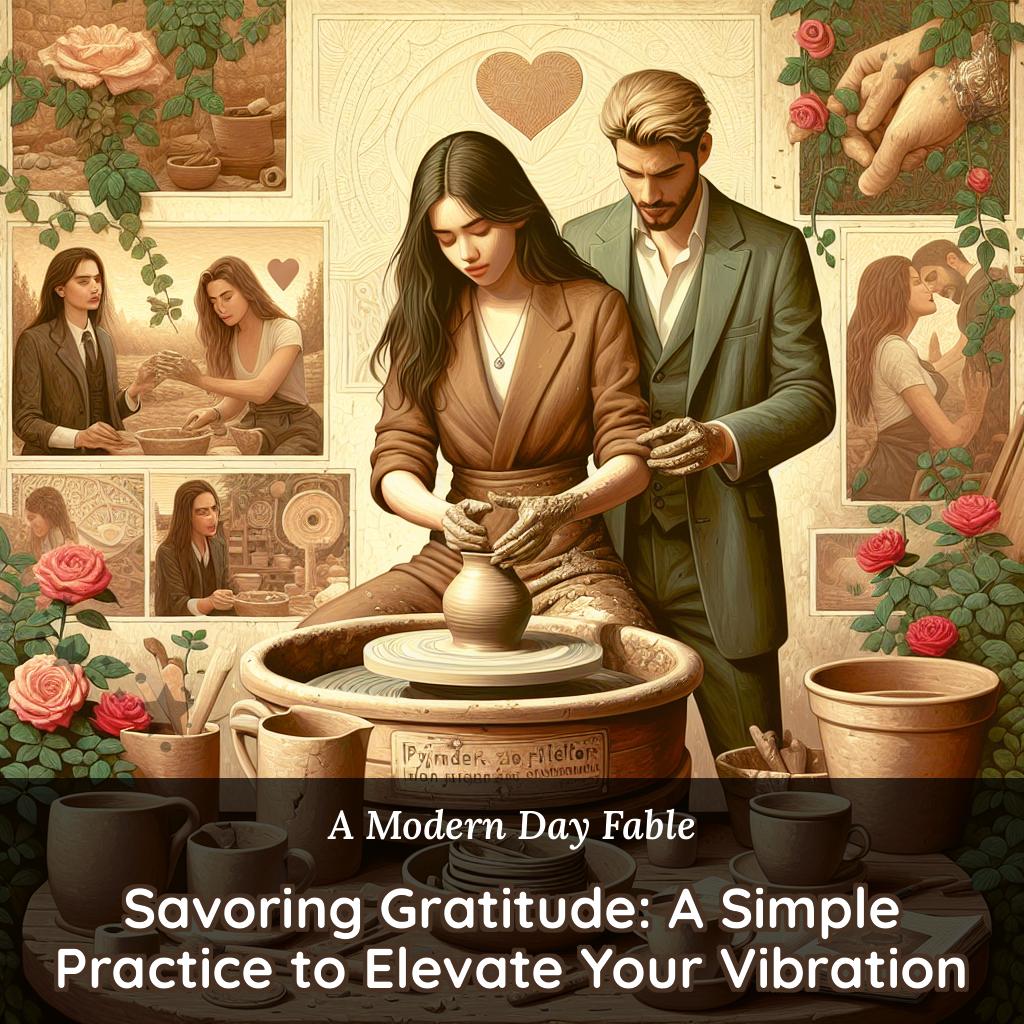 A Modern Day Fable
Savoring Gratitude: A Simple
Practice to Elevate Your Vibration